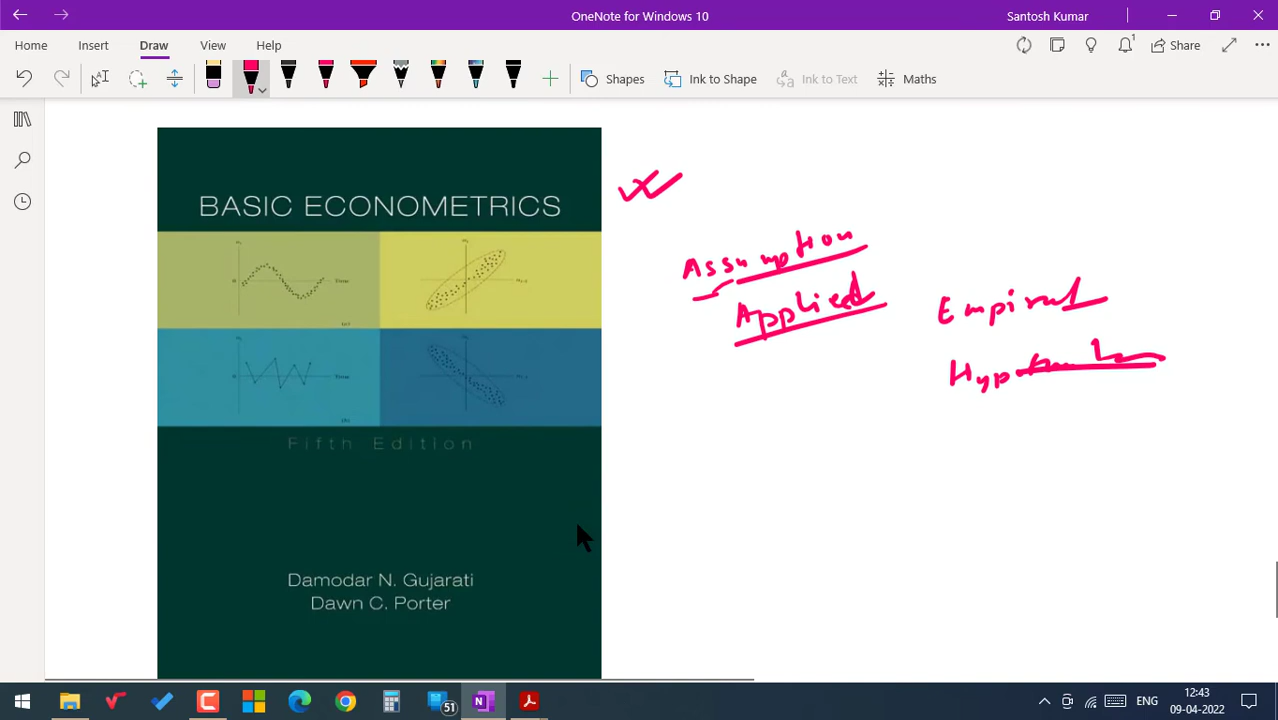 OneNote for Windows 10
Santosh Kumar
Home Insert Draw View Help
Share
Shapes Ink to Shape Ink to Text Maths
BASIC ECONOMETRICS
Fifth Edition
Damodar N. Gujarati
Dawn C. Porter
Assumption
Applied
51
ENG
12:43
09-04-2022